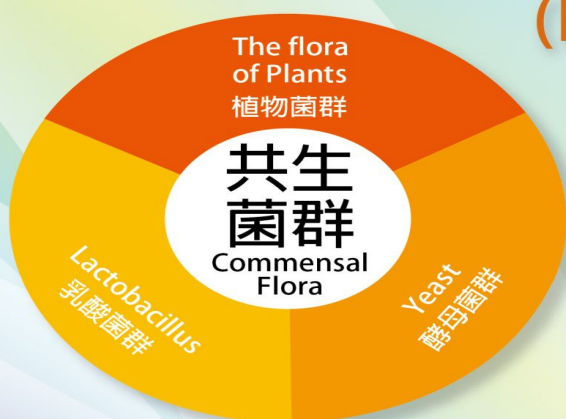 The flora
of Plants
植物菌群
共生
菌群
Commensal
Flora
Lactobacillus
乳酸菌群
Yeast
酵母菌群